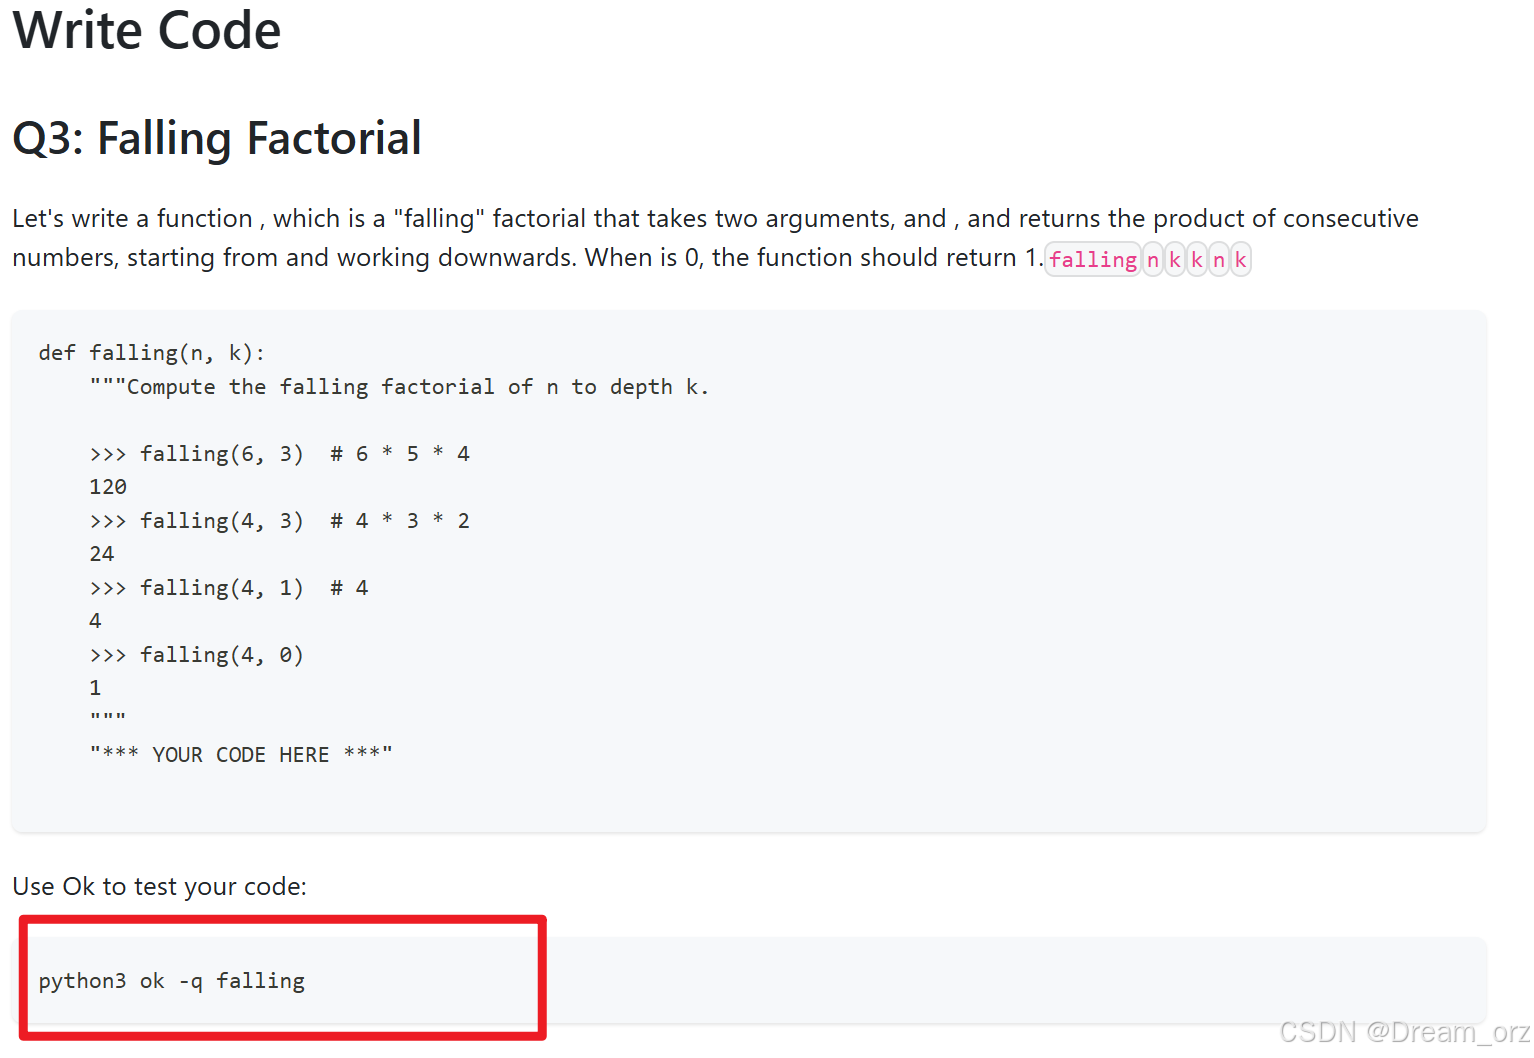 Write Code
Q3: Falling Factorial
Let's write a function , which is a "falling" factorial that takes two arguments, and , and returns the product of consecutive
numbers, starting from and working downwards. When is 0, the function should return 1. falling n k k n k
def falling(n, k):
    """Compute the falling factorial of n to depth k.
    >>> falling(6, 3)  # 6 * 5 * 4
    120
    >>> falling(4, 3)  # 4 * 3 * 2
    24
    >>> falling(4, 1)  # 4
    4
    >>> falling(4, 0)
    1
    """
    "*** YOUR CODE HERE ***"
Use Ok to test your code:
python3 ok -q falling
CSDN @Dream_orz